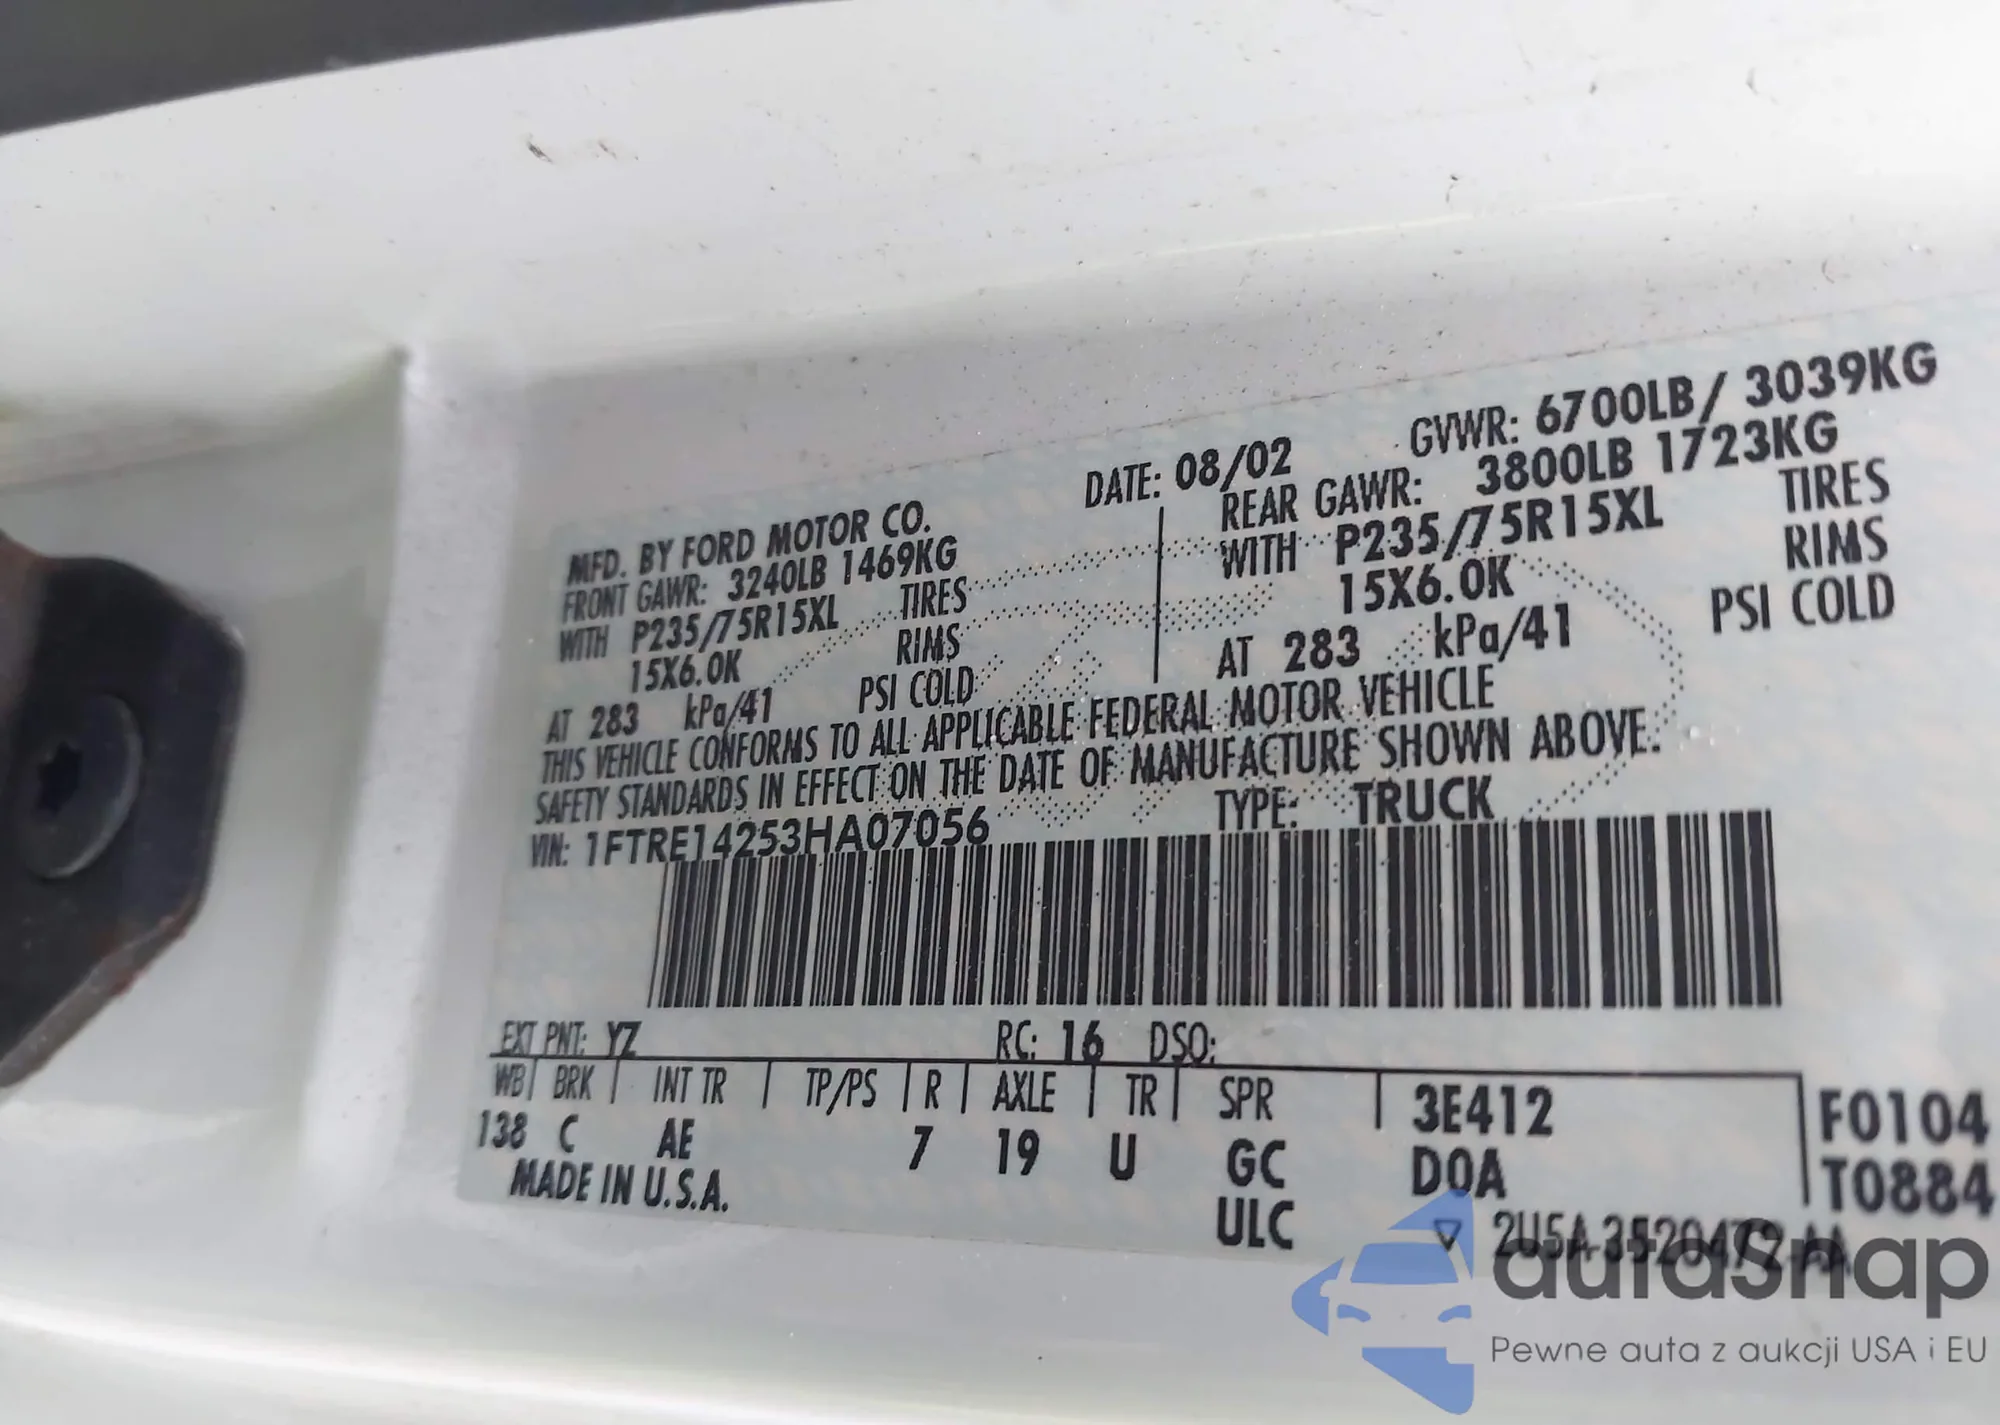 MFD. BY FORD MOTOR CO. DATE: 08/02 GVWR: 6700LB/ 3039KG
FRONT GAWR: 3240LB 1469KG REAR GAWR: 3800LB 1723KG
WITH P235/75R15XL TIRES WITH P235/75R15XL TIRES
15X6.0K RIMS 15X6.0K RIMS
AT 283 kPa/41 PSI COLD AT 283 kPa/41 PSI COLD
THIS VEHICLE CONFORMS TO ALL APPLICABLE FEDERAL MOTOR VEHICLE
SAFETY STANDARDS IN EFFECT ON THE DATE OF MANUFACTURE SHOWN ABOVE.
VIN: 1FTRE14253HA07056 TYPE: TRUCK
EXT PNT: YZ RC: 16 DSO:
WB BRK INT TR TP/PS R AXLE TR SPR 3E412 F0104
138 C AE 7 19 U GC D0A T0884
MADE IN U.S.A. ULC
2U5A-3520472-AA
autaSnap
Pewne auta z aukcji USA i EU